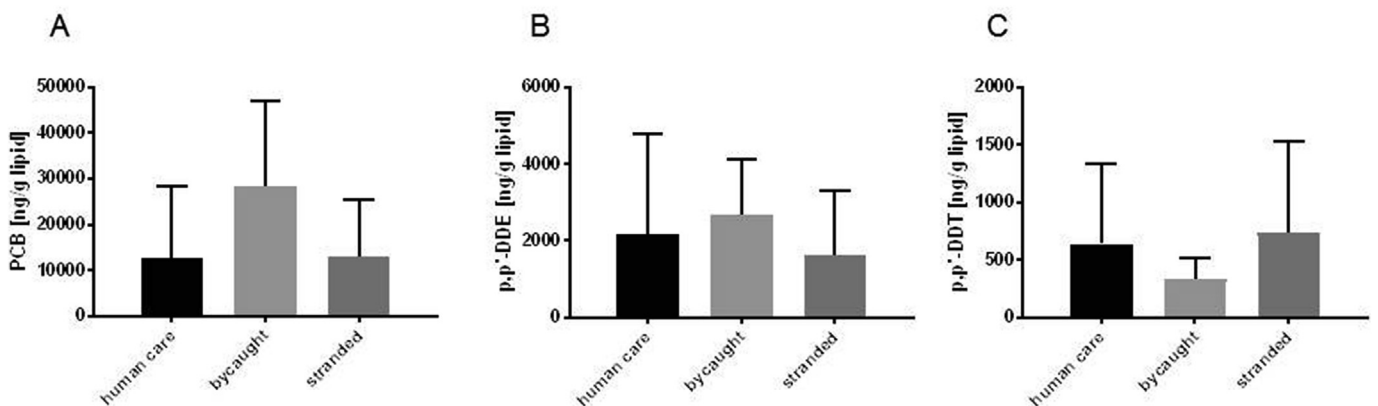 A
PCB [ng/g lipid]
50000
40000
30000
20000
10000
0
human care
bycaught
stranded
B
p,p'-DDE [ng/g lipid]
6000
4000
2000
0
human care
bycaught
stranded
C
p,p'-DDT [ng/g lipid]
2000
1500
1000
500
0
human care
bycaught
stranded